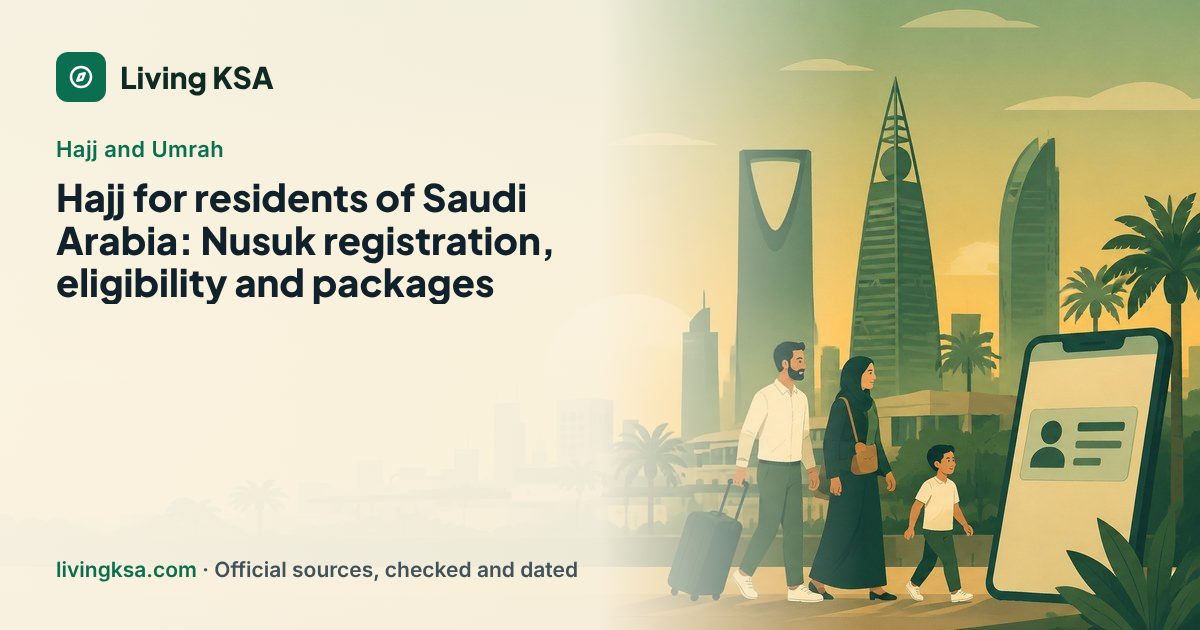 Living KSA
Hajj and Umrah
Hajj for residents of Saudi
Arabia: Nusuk registration,
eligibility and packages
livingksa.com · Official sources, checked and dated